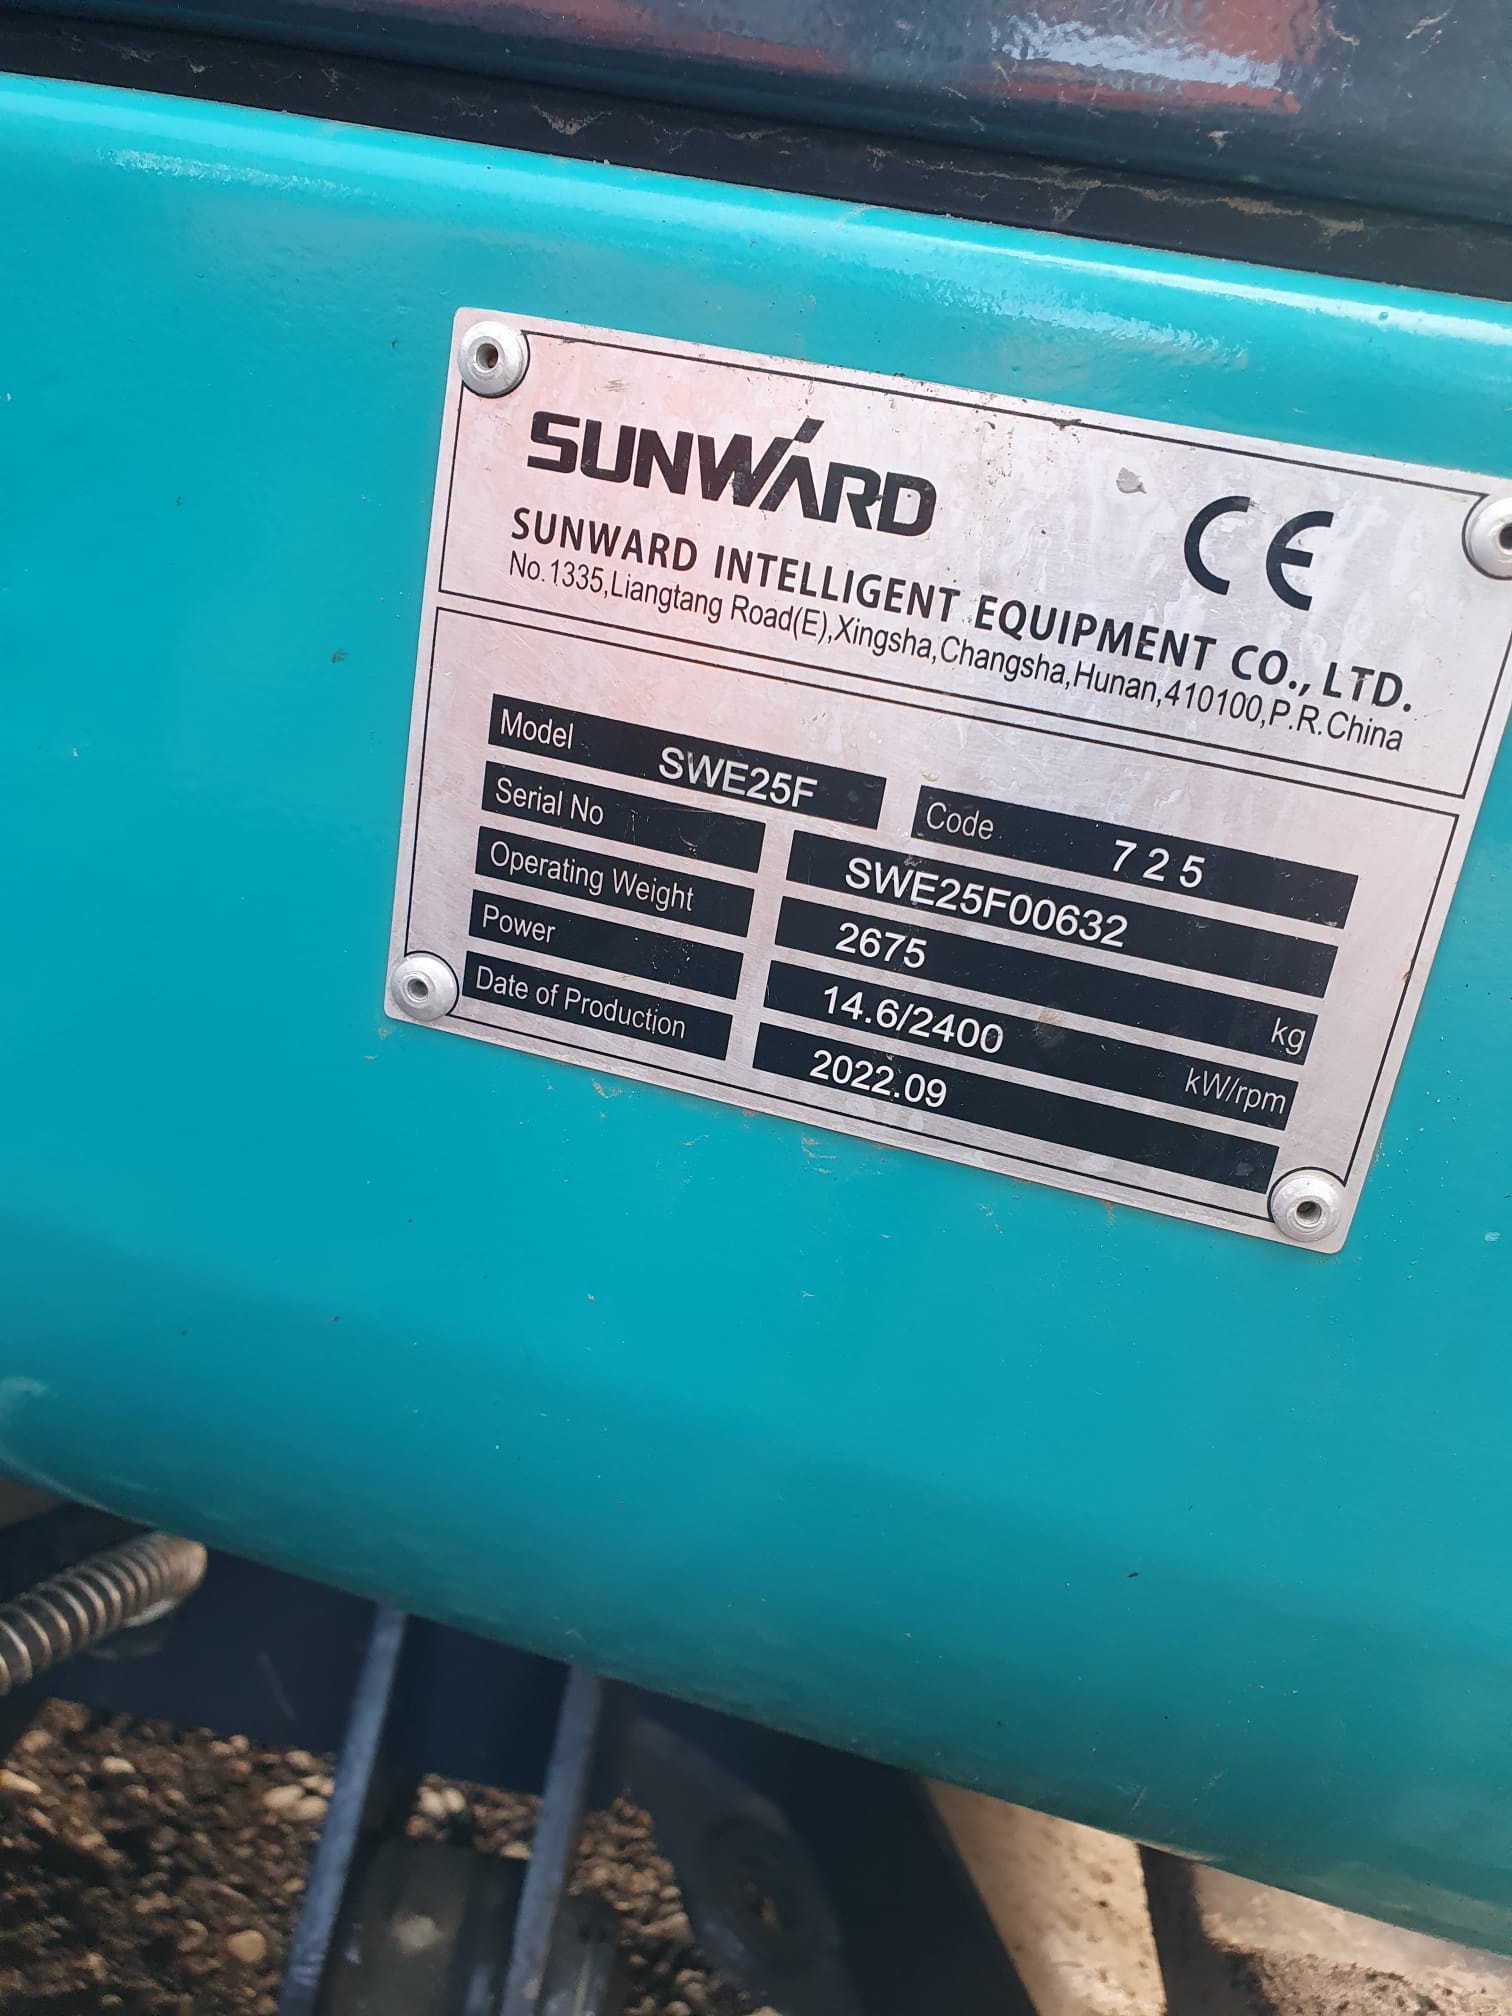 SUNWARD
CE
SUNWARD INTELLIGENT EQUIPMENT CO., LTD.
No.1335,Liangtang Road(E),Xingsha,Changsha,Hunan,410100,P.R.China
Model SWE25F Code 725
Serial No SWE25F00632
Operating Weight 2675 kg
Power 14.6/2400 kW/rpm
Date of Production 2022.09